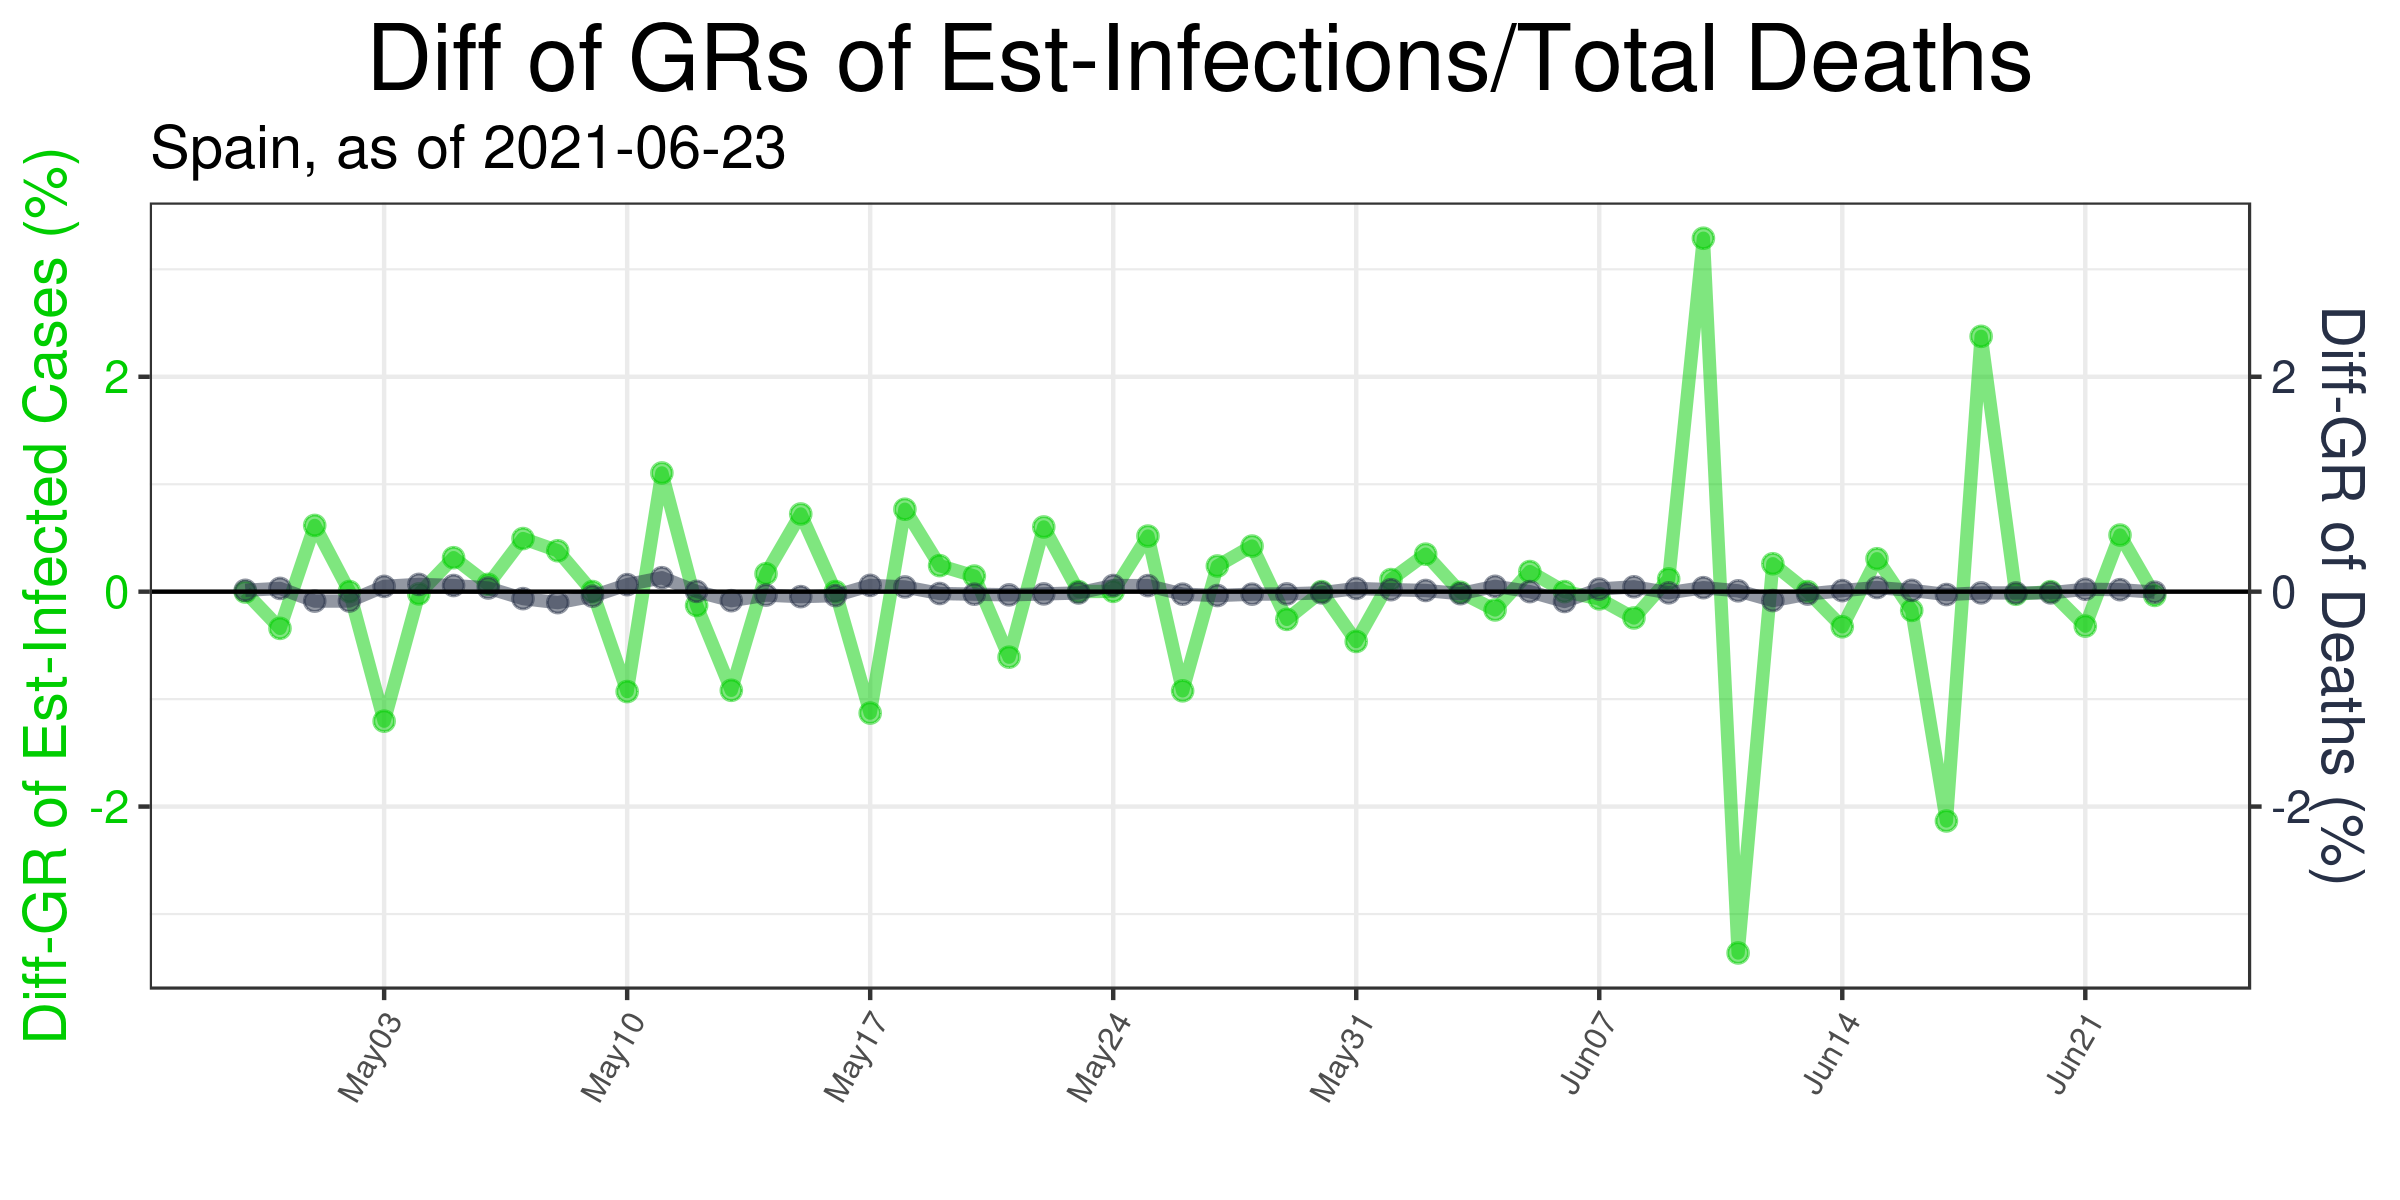 Diff of GRs of Est-Infections/Total Deaths
Spain, as of 2021-06-23
Diff-GR of Est-Infected Cases (%)
2
0
-2
2
0
-2
Diff-GR of Deaths (%)
May03
May10
May17
May24
May31
Jun07
Jun14
Jun21